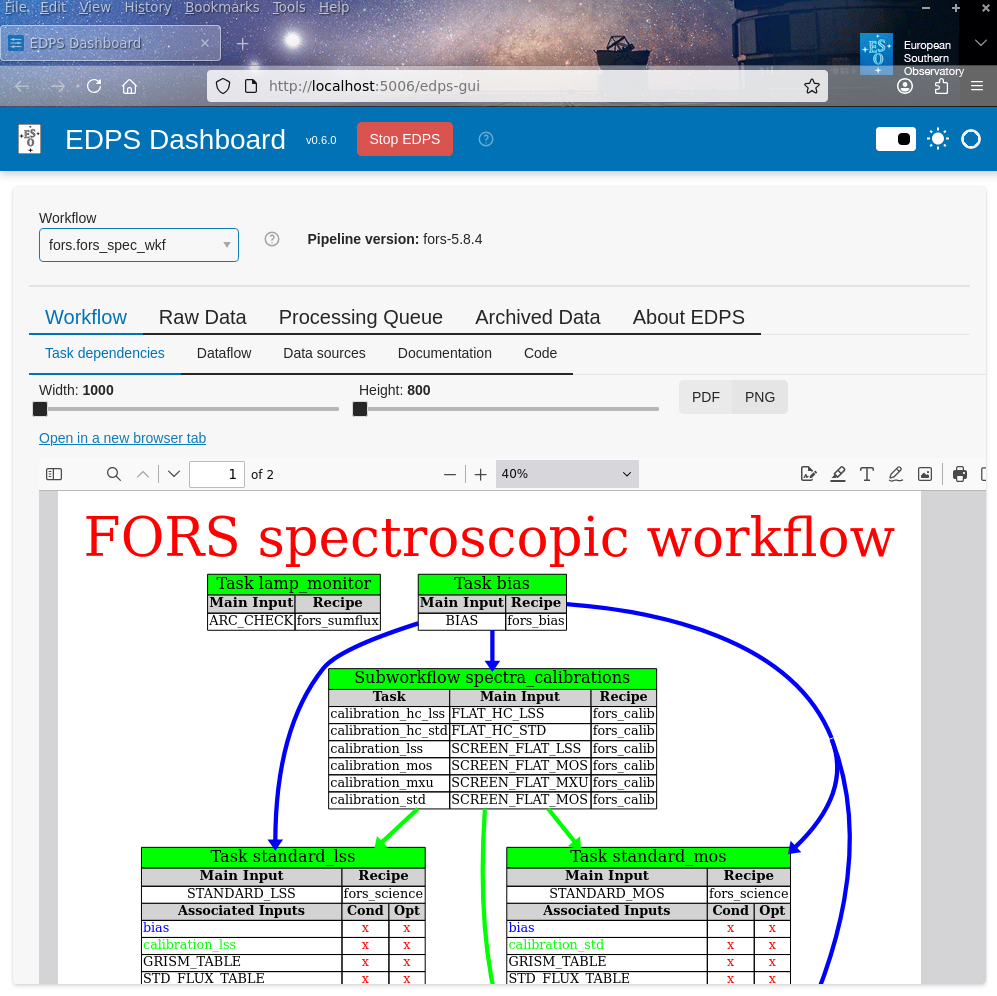 File Edit View History Bookmarks Tools Help
EDPS Dashboard
European
Southern
Observatory
http://localhost:5006/edps-gui
EDPS Dashboard v0.6.0 Stop EDPS
Workflow
fors.fors_spec_wkf
Pipeline version: fors-5.8.4
Workflow Raw Data Processing Queue Archived Data About EDPS
Task dependencies Dataflow Data sources Documentation Code
Width: 1000 Height: 800
PDF PNG
Open in a new browser tab
1 of 2 40%
FORS spectroscopic workflow
Task lamp_monitor
Main Input Recipe
ARC_CHECK fors_sumflux
Task bias
Main Input Recipe
BIAS fors_bias
Subworkflow spectra_calibrations
Task Main Input Recipe
calibration_hc_lss FLAT_HC_LSS fors_calib
calibration_hc_std FLAT_HC_STD fors_calib
calibration_lss SCREEN_FLAT_LSS fors_calib
calibration_mos SCREEN_FLAT_MOS fors_calib
calibration_mxu SCREEN_FLAT_MXU fors_calib
calibration_std SCREEN_FLAT_MOS fors_calib
Task standard_lss
Main Input Recipe
STANDARD_LSS fors_science
Associated Inputs Cond Opt
bias x x
calibration_lss x x
GRISM_TABLE x x
STD_FLUX_TABLE x x
Task standard_mos
Main Input Recipe
STANDARD_MOS fors_science
Associated Inputs Cond Opt
bias x x
calibration_std x x
GRISM_TABLE x x
STD_FLUX_TABLE x x